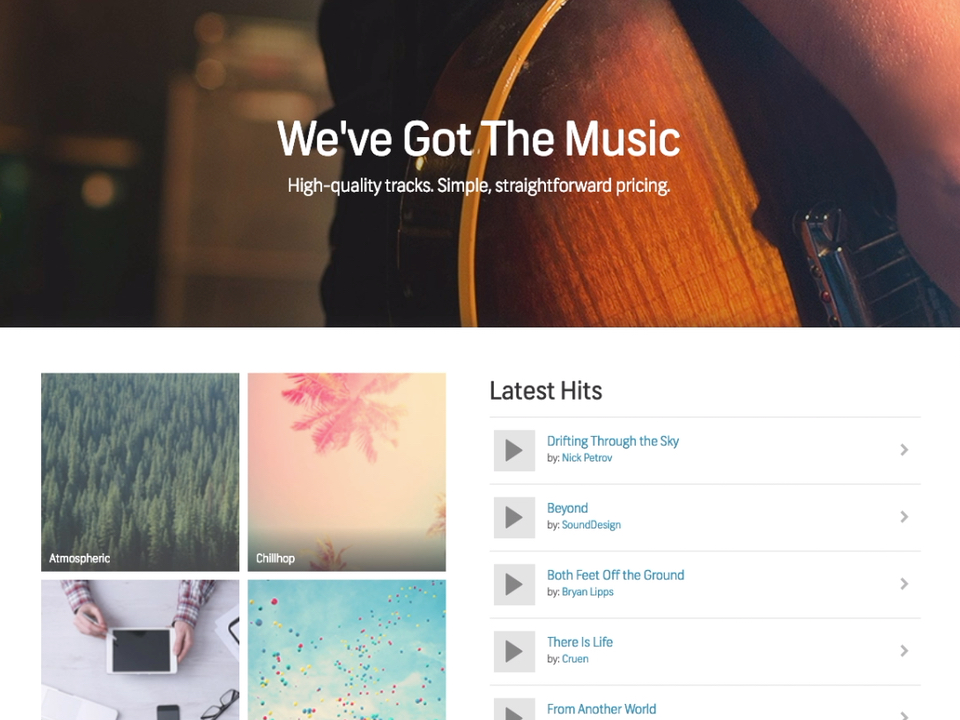 We've Got The Music
High-quality tracks. Simple, straightforward pricing.
Atmospheric
Chillhop
Latest Hits
Drifting Through the Sky
by: Nick Petrov
Beyond
by: SoundDesign
Both Feet Off the Ground
by: Bryan Lipps
There Is Life
by: Cruen
From Another World